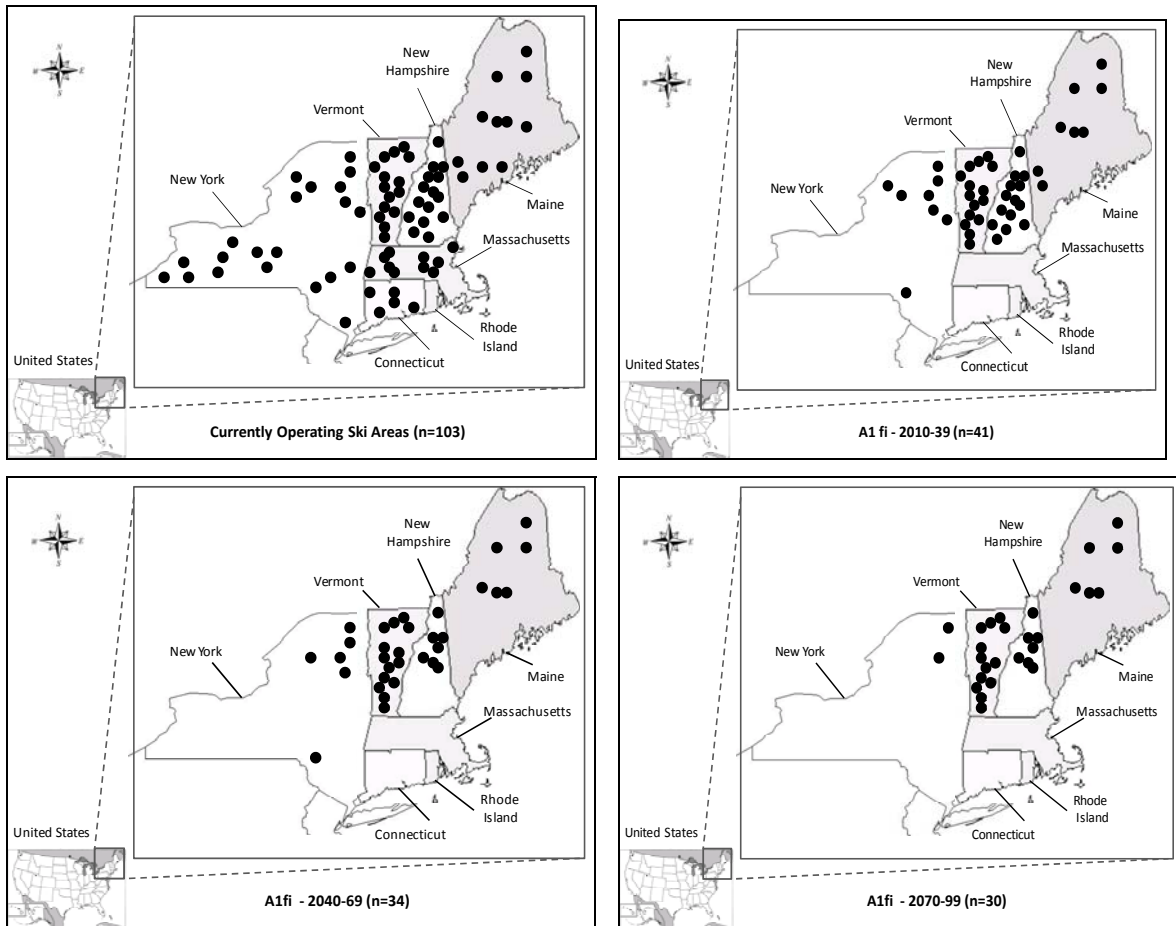 N
W E
S
New
Hampshire
Vermont
New York
Maine
Massachusetts
Rhode
Island
Connecticut
United States
Currently Operating Ski Areas (n=103)
N
W E
S
New
Hampshire
Vermont
New York
Maine
Massachusetts
Rhode
Island
Connecticut
United States
A1 fi - 2010-39 (n=41)
N
W E
S
New
Hampshire
Vermont
New York
Maine
Massachusetts
Rhode
Island
Connecticut
United States
A1fi - 2040-69 (n=34)
N
W E
S
New
Hampshire
Vermont
New York
Maine
Massachusetts
Rhode
Island
Connecticut
United States
A1fi - 2070-99 (n=30)